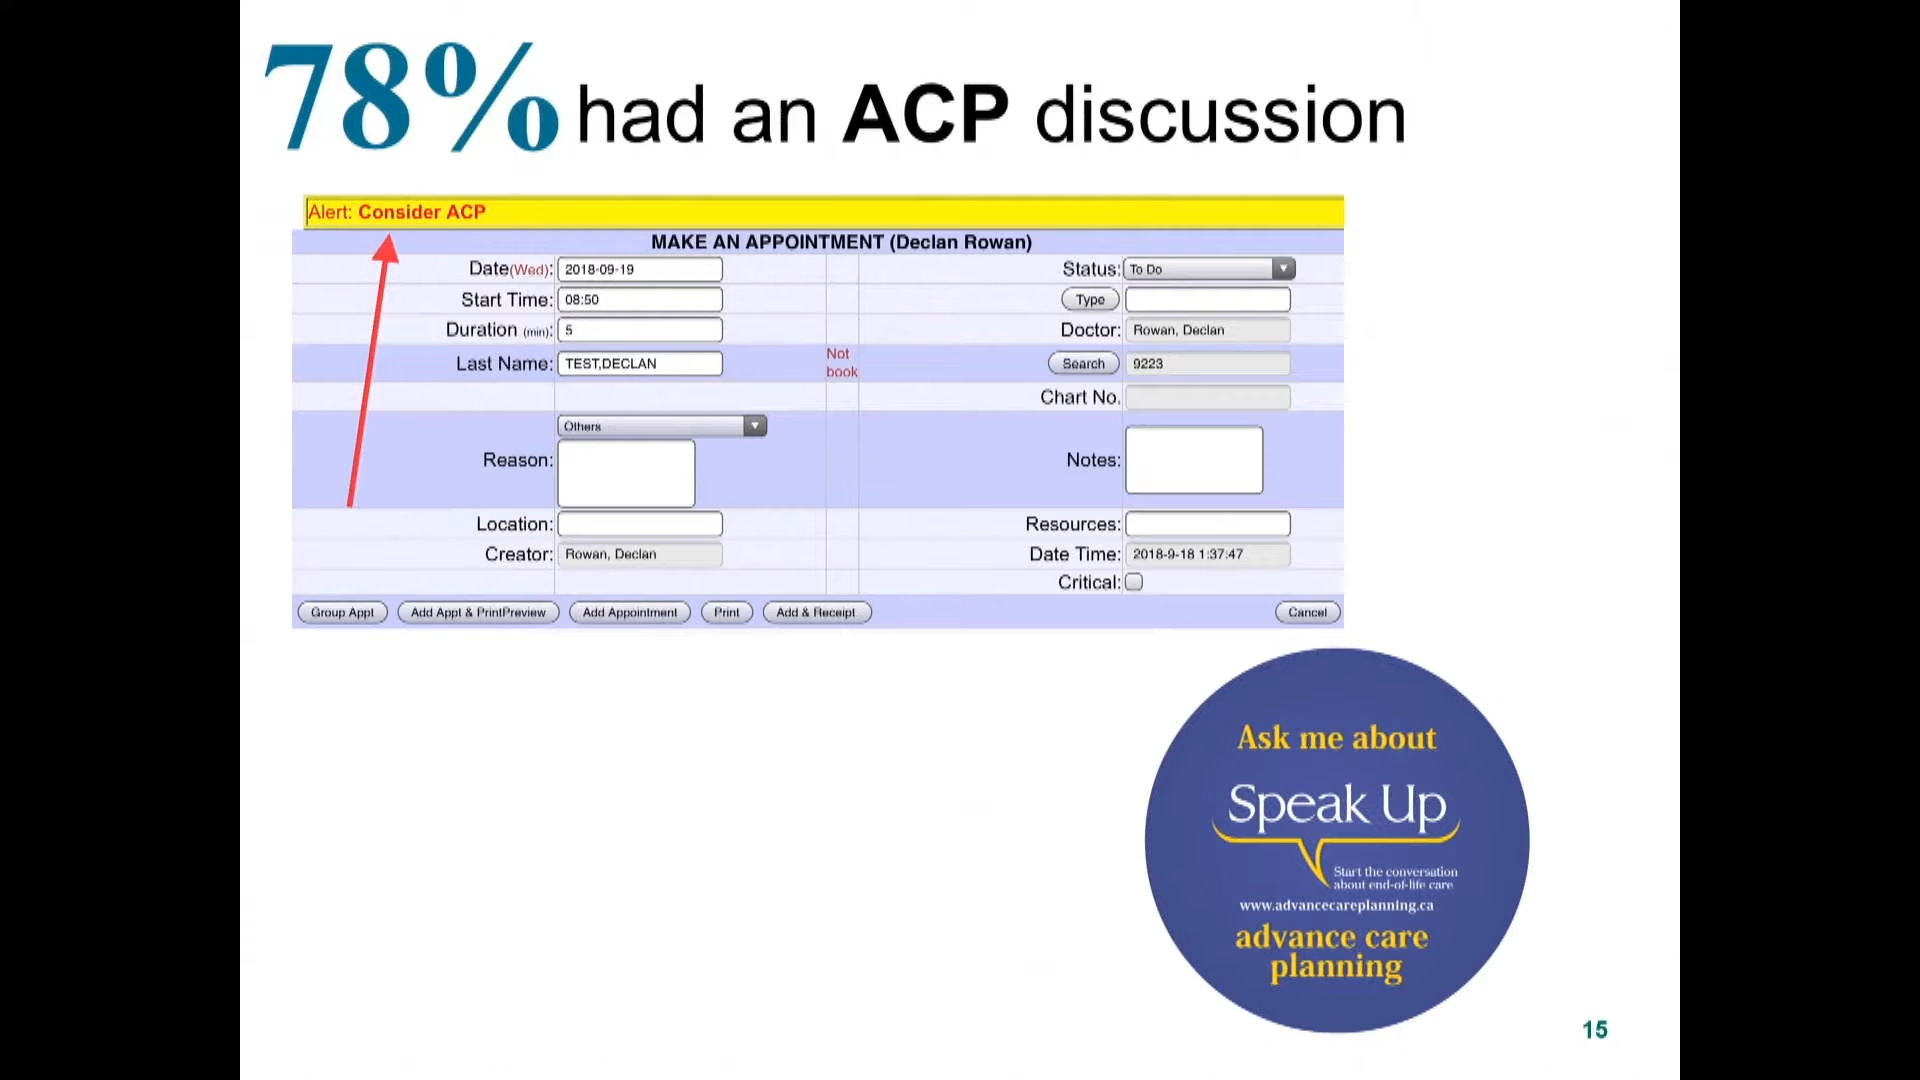 78% had an ACP discussion
Alert: Consider ACP
MAKE AN APPOINTMENT (Declan Rowan)
Date(Wed): 2018-09-19 Status: To Do
Start Time: 08:50 Type
Duration (min): 5 Doctor: Rowan, Declan
Last Name: TEST,DECLAN Not book Search 9223
Chart No.
Others
Reason: Notes:
Location: Resources:
Creator: Rowan, Declan Date Time: 2018-9-18 1:37:47
Critical:
Group Appt Add Appt & PrintPreview Add Appointment Print Add & Receipt Cancel
Ask me about
Speak Up
Start the conversation
about end-of-life care
www.advancecareplanning.ca
advance care
planning
15